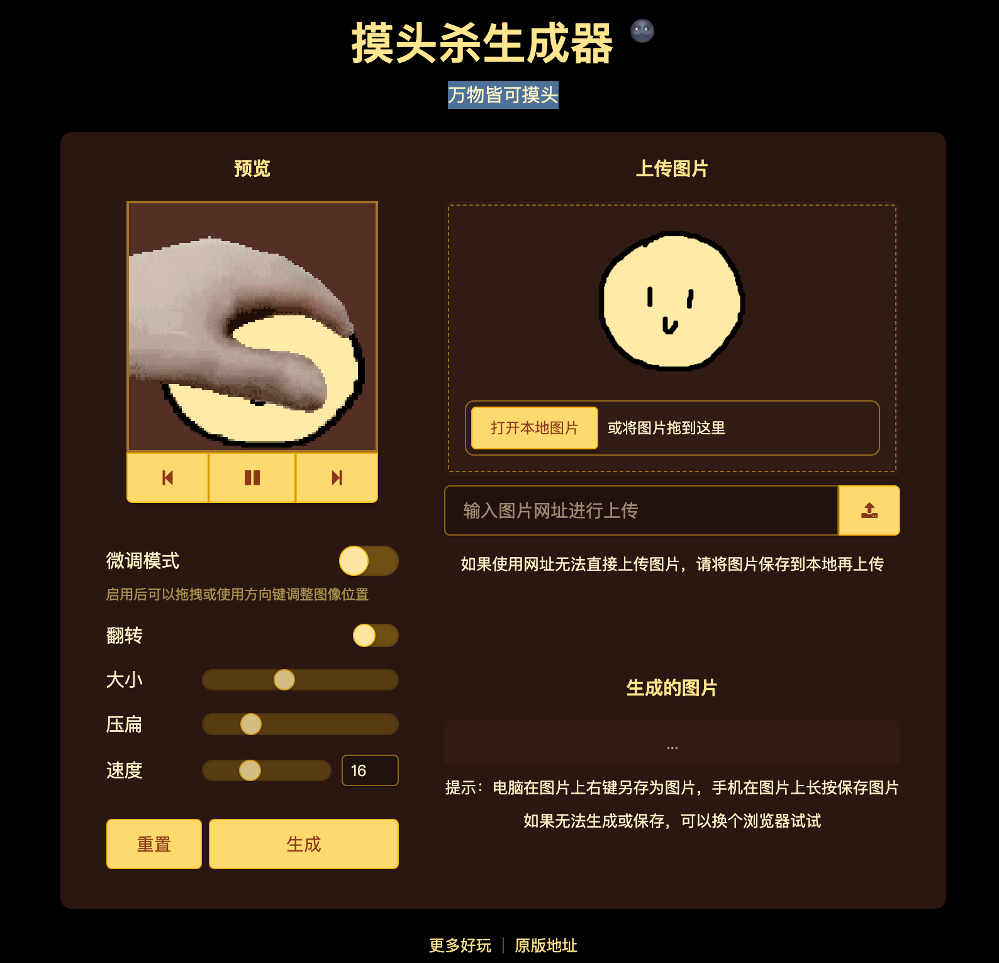 摸头杀生成器
万物皆可摸头
预览
上传图片
打开本地图片 或将图片拖到这里
输入图片网址进行上传
如果使用网址无法直接上传图片，请将图片保存到本地再上传
微调模式
启用后可以拖拽或使用方向键调整图像位置
翻转
大小
压扁
速度 16
重置 生成
生成的图片
...
提示：电脑在图片上右键另存为图片，手机在图片上长按保存图片
如果无法生成或保存，可以换个浏览器试试
更多好玩 | 原版地址